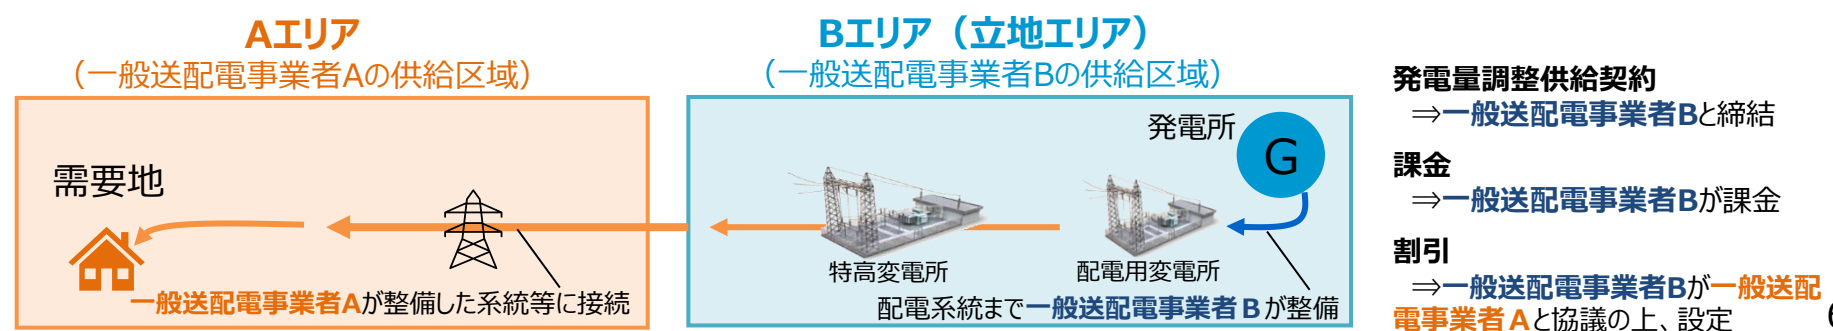 Aエリア
（一般送配電事業者Aの供給区域）
需要地
一般送配電事業者Aが整備した系統等に接続
Bエリア（立地エリア）
（一般送配電事業者Bの供給区域）
発電所
G
特高変電所
配電用変電所
配電系統まで一般送配電事業者Bが整備
発電量調整供給契約
⇒一般送配電事業者Bと締結
課金
⇒一般送配電事業者Bが課金
割引
⇒一般送配電事業者Bが一般送配
電事業者Aと協議の上、設定